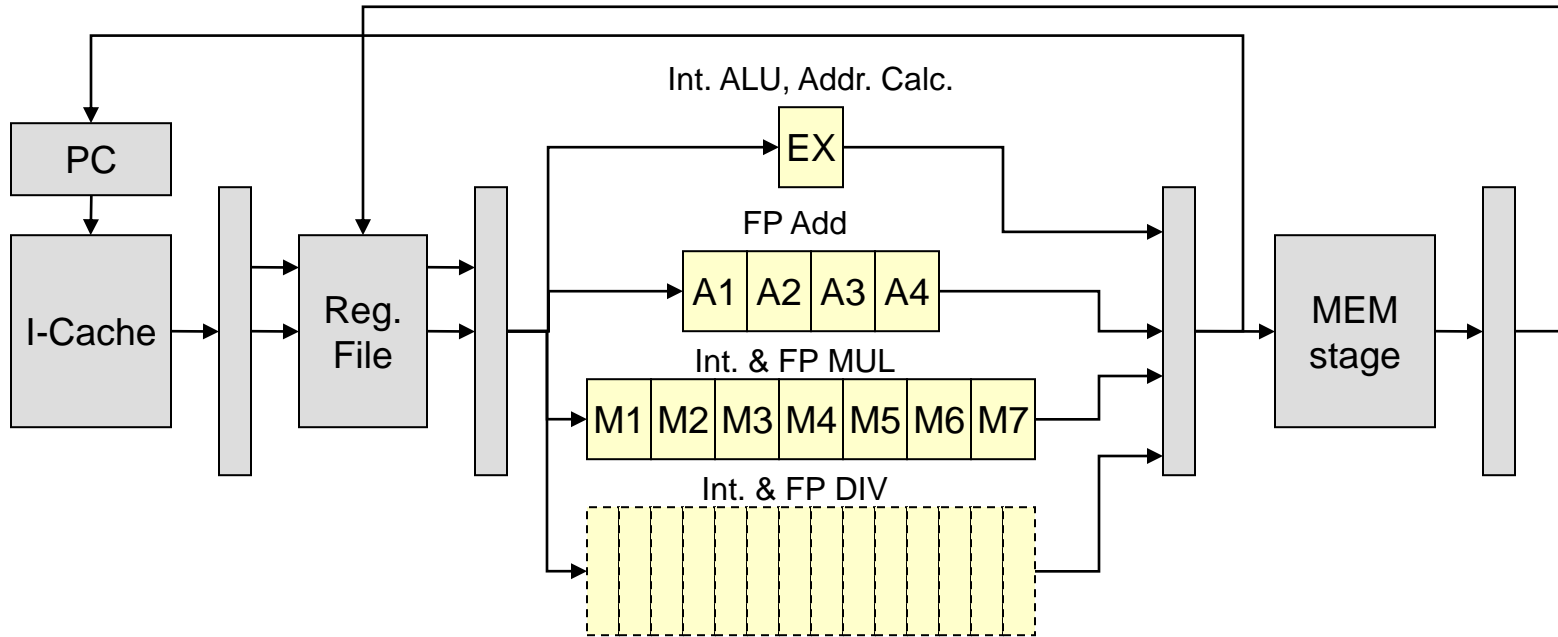 Int. ALU, Addr. Calc.
PC
EX
FP Add
I-Cache
Reg.
File
A1 A2 A3 A4
MEM
stage
Int. & FP MUL
M1 M2 M3 M4 M5 M6 M7
Int. & FP DIV